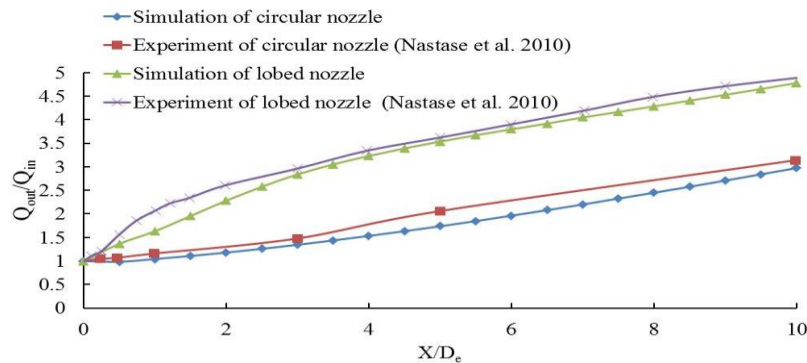 Simulation of circular nozzle
Experiment of circular nozzle (Nastase et al. 2010)
Simulation of lobed nozzle
Experiment of lobed nozzle (Nastase et al. 2010)
5
4.5
4
3.5
3
2.5
2
1.5
1
0.5
0
Q_out/Q_in
0 2 4 6 8 10
X/D_e